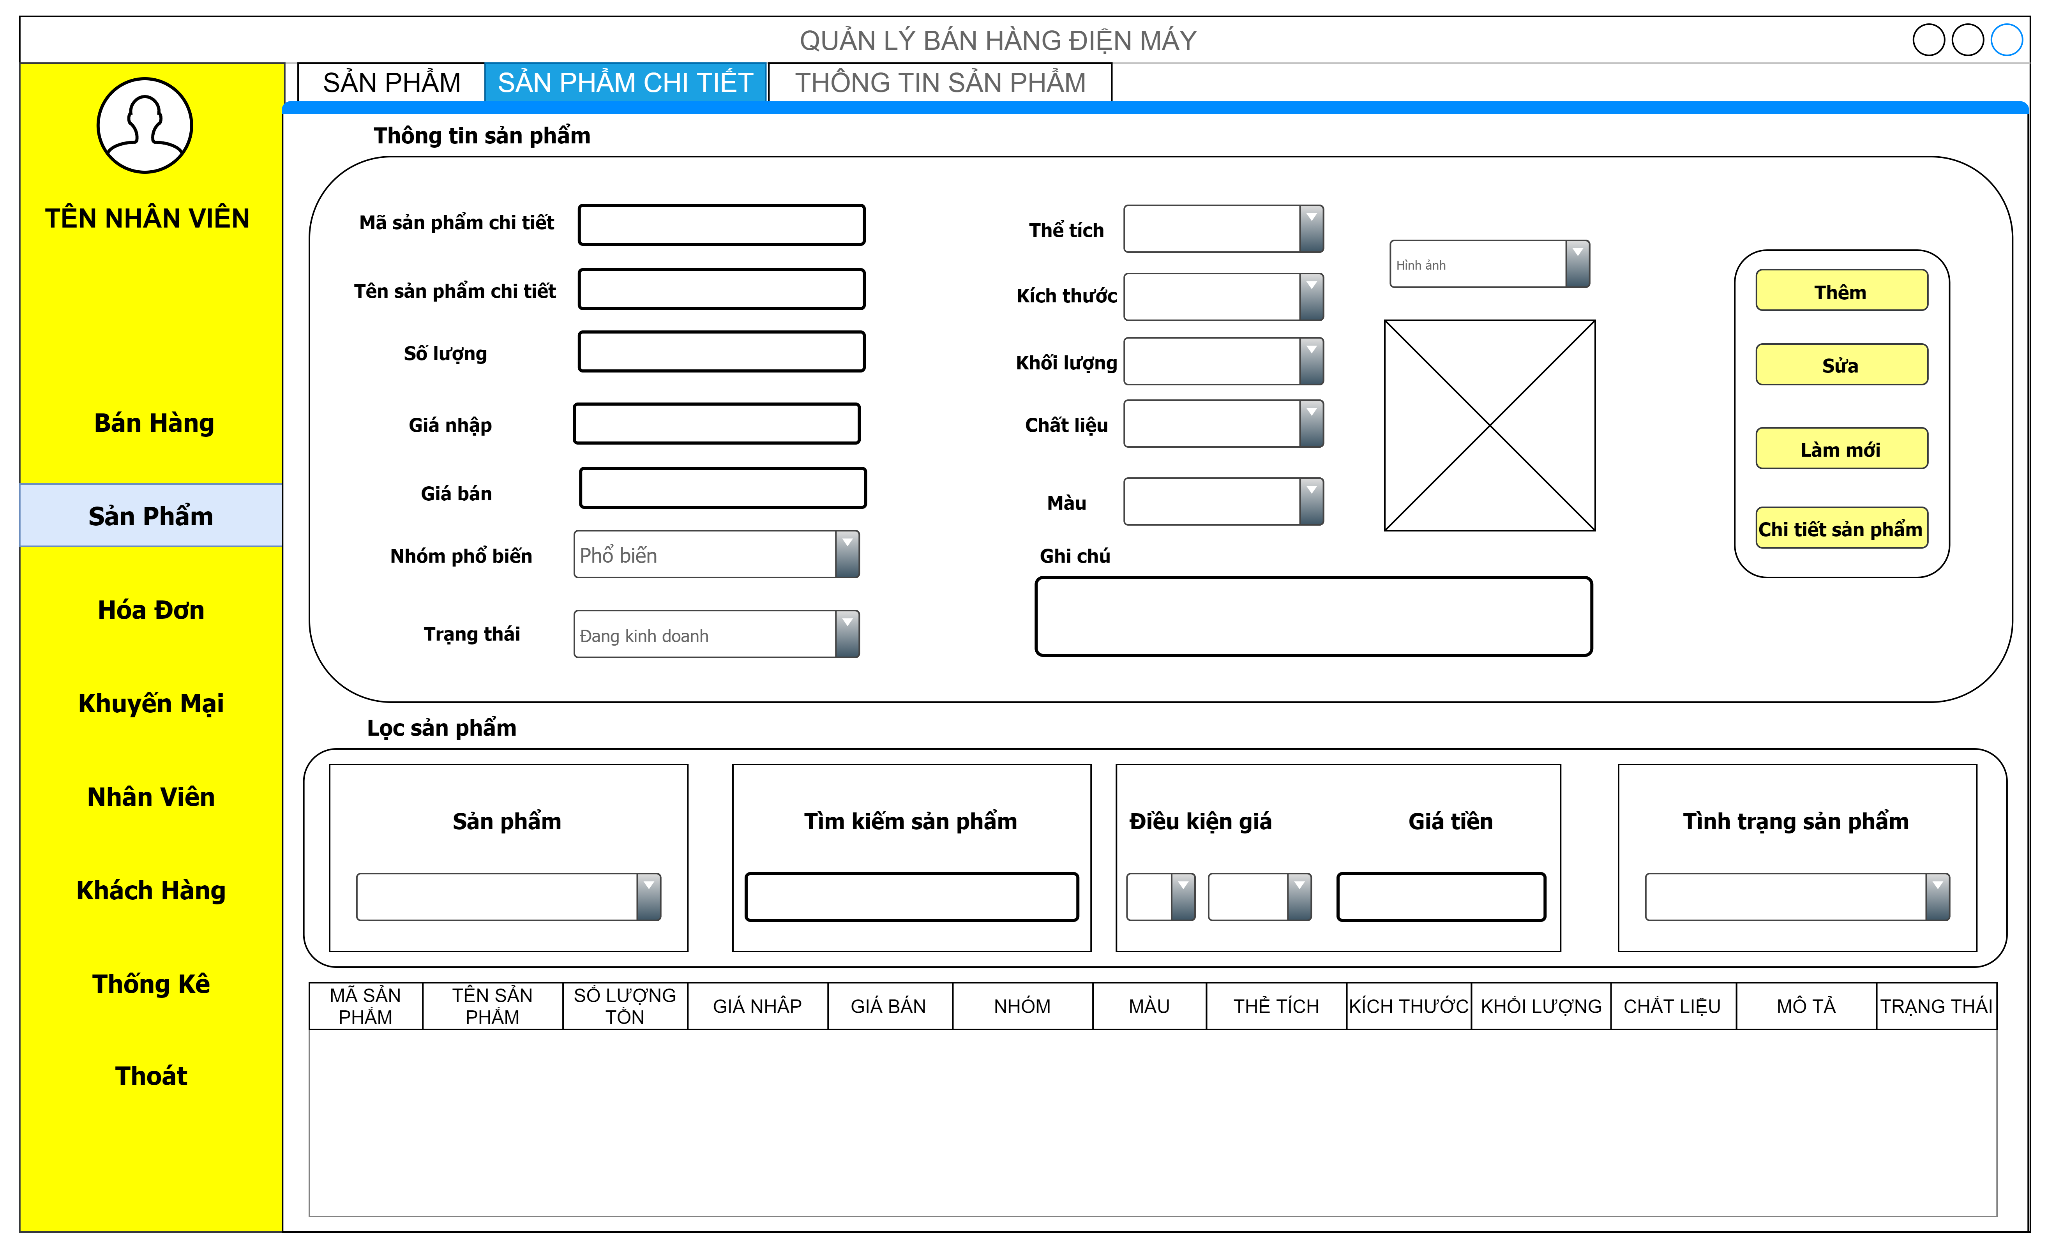 QUẢN LÝ BÁN HÀNG ĐIỆN MÁY
SẢN PHẨM
SẢN PHẨM CHI TIẾT
THÔNG TIN SẢN PHẨM
TÊN NHÂN VIÊN
Bán Hàng
Sản Phẩm
Hóa Đơn
Khuyến Mại
Nhân Viên
Khách Hàng
Thống Kê
Thoát
Thông tin sản phẩm
Mã sản phẩm chi tiết
Tên sản phẩm chi tiết
Số lượng
Giá nhập
Giá bán
Nhóm phổ biến
Phổ biến
Trạng thái
Đang kinh doanh
Thể tích
Kích thước
Khối lượng
Chất liệu
Màu
Ghi chú
Hình ảnh
Thêm
Sửa
Làm mới
Chi tiết sản phẩm
Lọc sản phẩm
Sản phẩm
Tìm kiếm sản phẩm
Điều kiện giá
Giá tiền
Tình trạng sản phẩm
MÃ SẢN
PHẨM
TÊN SẢN
PHẨM
SỐ LƯỢNG
TỒN
GIÁ NHẬP
GIÁ BÁN
NHÓM
MÀU
THỂ TÍCH
KÍCH THƯỚC
KHỐI LƯỢNG
CHẤT LIỆU
MÔ TẢ
TRẠNG THÁI